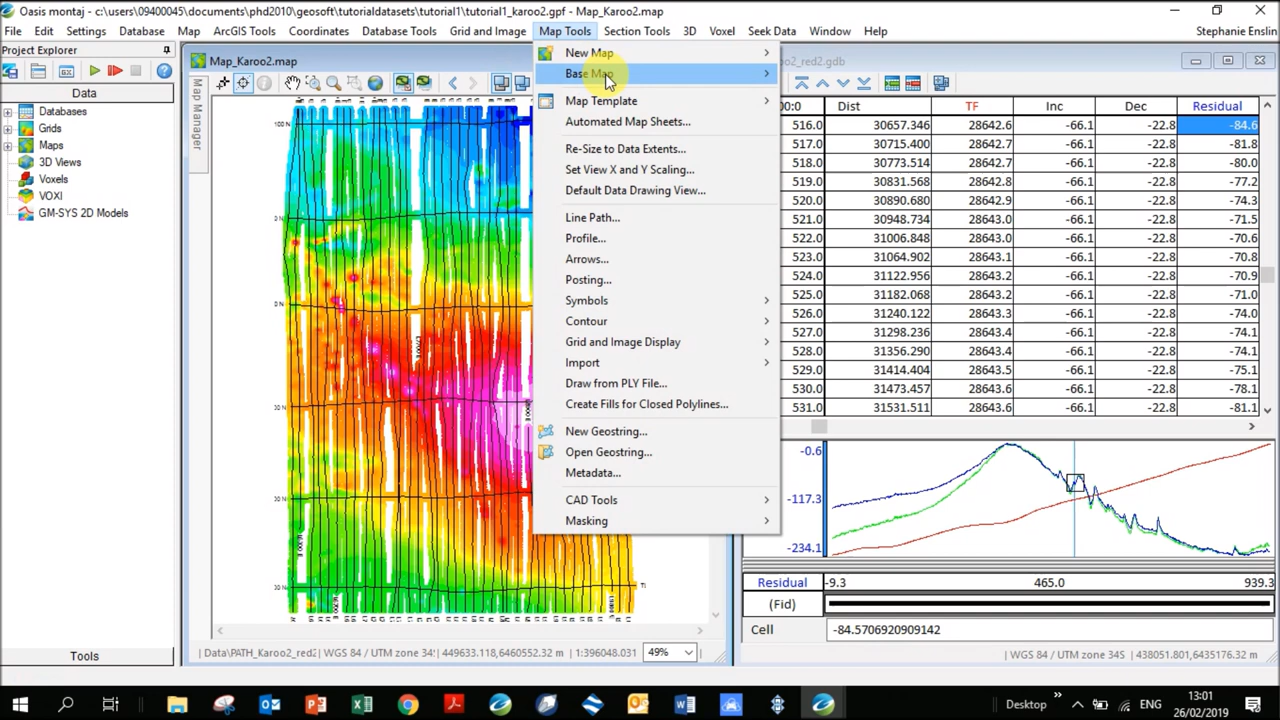 Oasis montaj - c:\users\09400045\documents\phd2010\geosoft\tutorialdatasets\tutorial1\tutorial1_karoo2.gpf - Map_Karoo2.map
File Edit Settings Database Map ArcGIS Tools Coordinates Database Tools Grid and Image Map Tools Section Tools 3D Voxel Seek Data Window Help Stephanie Enslin
Project Explorer
Data
Databases
Grids
Maps
3D Views
Voxels
VOXI
GM-SYS 2D Models
Tools
Map_Karoo2.map
Map Manager
New Map
Base Map
Map Template
Automated Map Sheets...
Re-Size to Data Extents...
Set View X and Y Scaling...
Default Data Drawing View...
Line Path...
Profile...
Arrows...
Posting...
Symbols
Contour
Grid and Image Display
Import
Draw from PLY File...
Create Fills for Closed Polylines...
New Geostring...
Open Geostring...
Metadata...
CAD Tools
Masking
Data\PATH_Karoo2_red2 WGS 84 / UTM zone 34S 449633.118,6460552.32 m 1:396048.031 49%
o2_red2.gdb
00:0 Dist TF Inc Dec Residual
516.0 30657.346 28642.6 -66.1 -22.8 -84.6
517.0 30715.400 28642.7 -66.1 -22.8 -81.8
518.0 30773.514 28642.7 -66.1 -22.8 -80.0
519.0 30831.568 28642.8 -66.1 -22.8 -77.2
520.0 30890.680 28642.9 -66.1 -22.8 -74.3
521.0 30948.734 28643.0 -66.1 -22.8 -71.5
522.0 31006.848 28643.0 -66.1 -22.8 -70.6
523.0 31064.902 28643.1 -66.1 -22.8 -70.8
524.0 31122.956 28643.2 -66.1 -22.8 -70.9
525.0 31182.068 28643.2 -66.1 -22.8 -71.0
526.0 31240.122 28643.4 -66.1 -22.8 -74.0
527.0 31298.236 28643.4 -66.1 -22.8 -74.1
528.0 31356.290 28643.4 -66.1 -22.8 -74.1
529.0 31414.404 28643.5 -66.1 -22.8 -75.1
530.0 31473.457 28643.5 -66.1 -22.8 -78.1
531.0 31531.511 28643.6 -66.1 -22.8 -81.1
-0.6
-117.3
-234.1
Residual -9.3 465.0 939.3
(Fid)
Cell -84.5706920909142
WGS 84 / UTM zone 34S 438051.801,6435176.32 m
Desktop ENG 13:01
26/02/2019